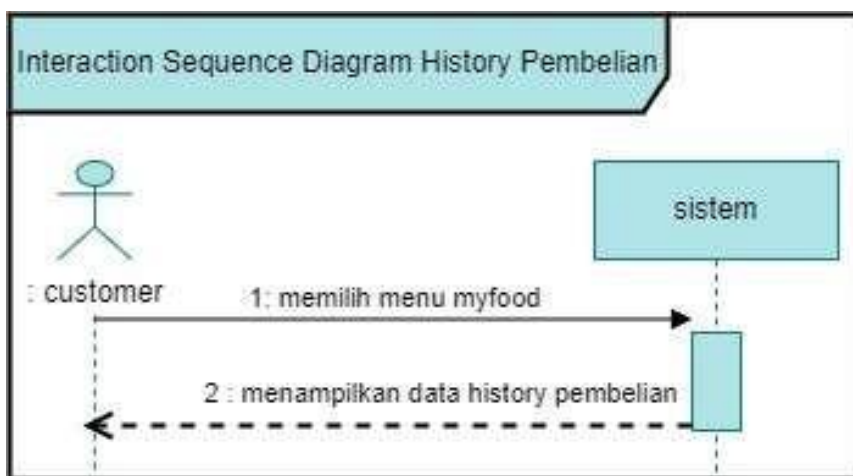 Interaction Sequence Diagram History Pembelian
sistem
: customer
1: memilih menu myfood
2 : menampilkan data history pembelian